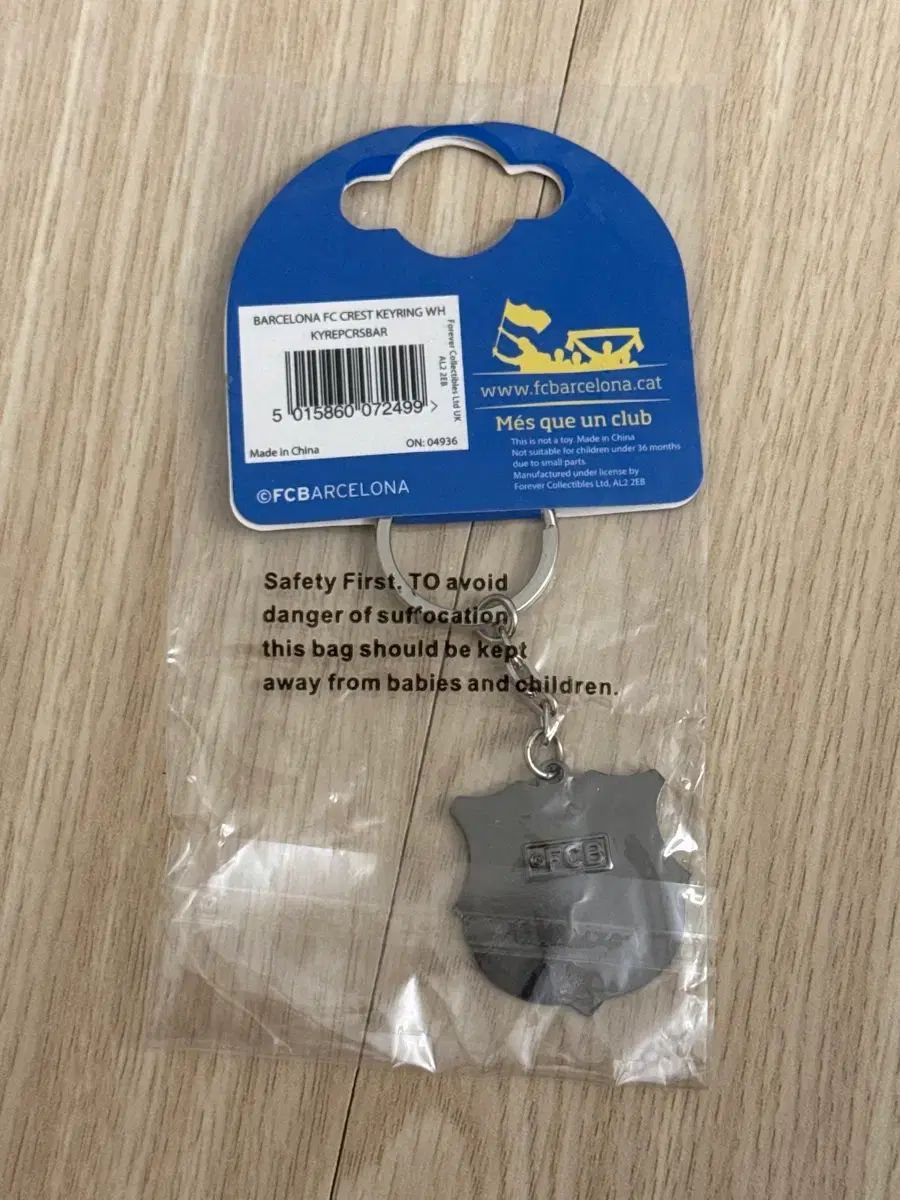 BARCELONA FC CREST KEYRING WH
KYREPCRSBAR
Forever Collectibles Ltd UK
AL2 2EB
5 015860 072499 >
Made in China
ON: 04936
©FCBARCELONA
www.fcbarcelona.cat
Més que un club
This is not a toy. Made in China
Not suitable for children under 36 months
due to small parts.
Manufactured under license by
Forever Collectibles Ltd, AL2 2EB
Safety First. TO avoid
danger of suffocation
this bag should be kept
away from babies and children.
©FCB